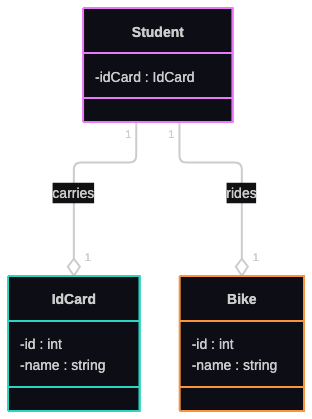 Student
-idCard : IdCard
1
1
carries
rides
1
1
IdCard
-id : int
-name : string
Bike
-id : int
-name : string